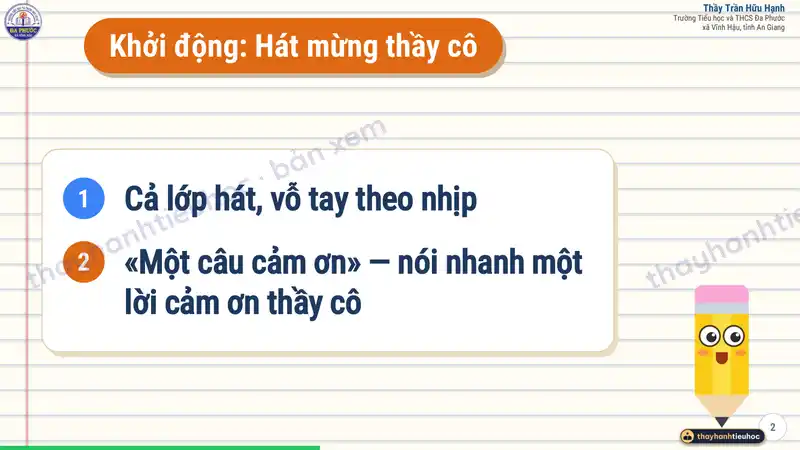 Thầy Trần Hữu Hạnh
Trường Tiểu học và THCS Đa Phước
xã Vĩnh Hậu, tỉnh An Giang
ĐA PHƯỚC
Khởi động: Hát mừng thầy cô
1 Cả lớp hát, vỗ tay theo nhịp
2 «Một câu cảm ơn» — nói nhanh một
lời cảm ơn thầy cô
thayhanhtieuhoc · bản xem
thayhanhtieuhoc
thayhanhtieuhoc
2